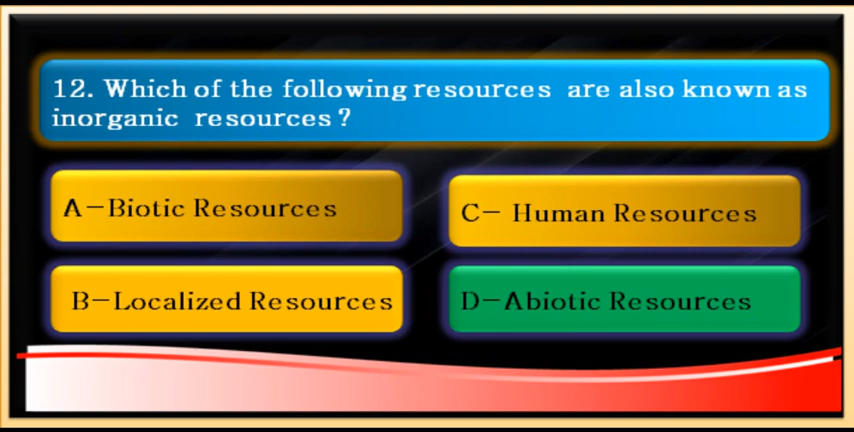 12. Which of the following resources are also known as
inorganic resources ?
A-Biotic Resources
B-Localized Resources
C- Human Resources
D-Abiotic Resources